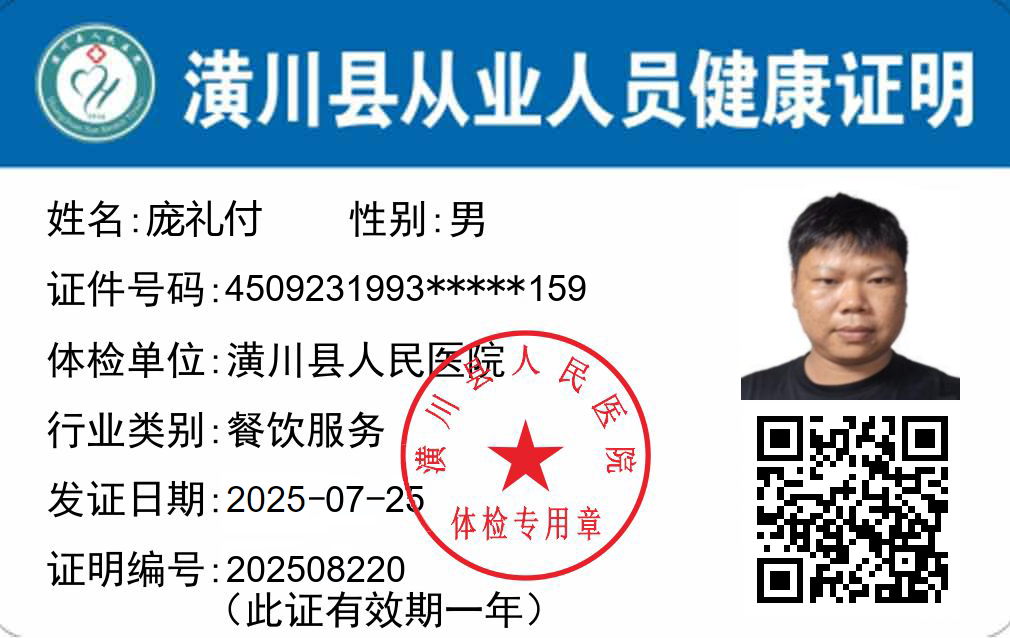 潢川县从业人员健康证明
姓名:庞礼付 性别:男
证件号码:4509231993*****159
体检单位:潢川县人民医院
行业类别:餐饮服务
发证日期:2025-07-25
证明编号:202508220
(此证有效期一年)
潢川县人民医院
体检专用章